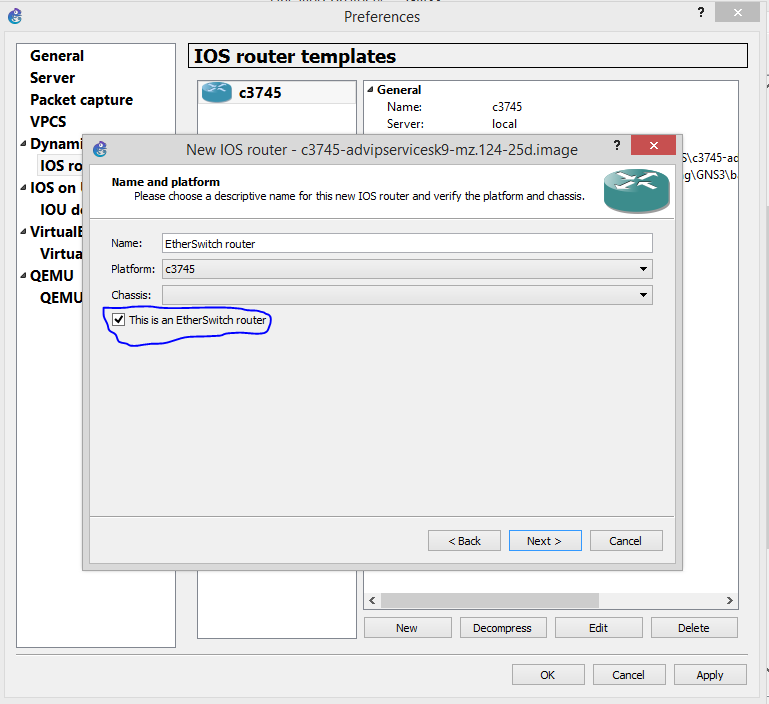 Preferences
?
General
Server
Packet capture
VPCS
Dynami
IOS ro
IOS on
IOU d
VirtualB
Virtua
QEMU
QEMU
IOS router templates
c3745
General
Name: c3745
Server: local
New IOS router - c3745-advipservicesk9-mz.124-25d.image
?
S\c3745-ad
g\GNS3\b
Name and platform
Please choose a descriptive name for this new IOS router and verify the platform and chassis.
Name: EtherSwitch router
Platform: c3745
Chassis:
This is an EtherSwitch router
< Back Next > Cancel
New Decompress Edit Delete
OK Cancel Apply